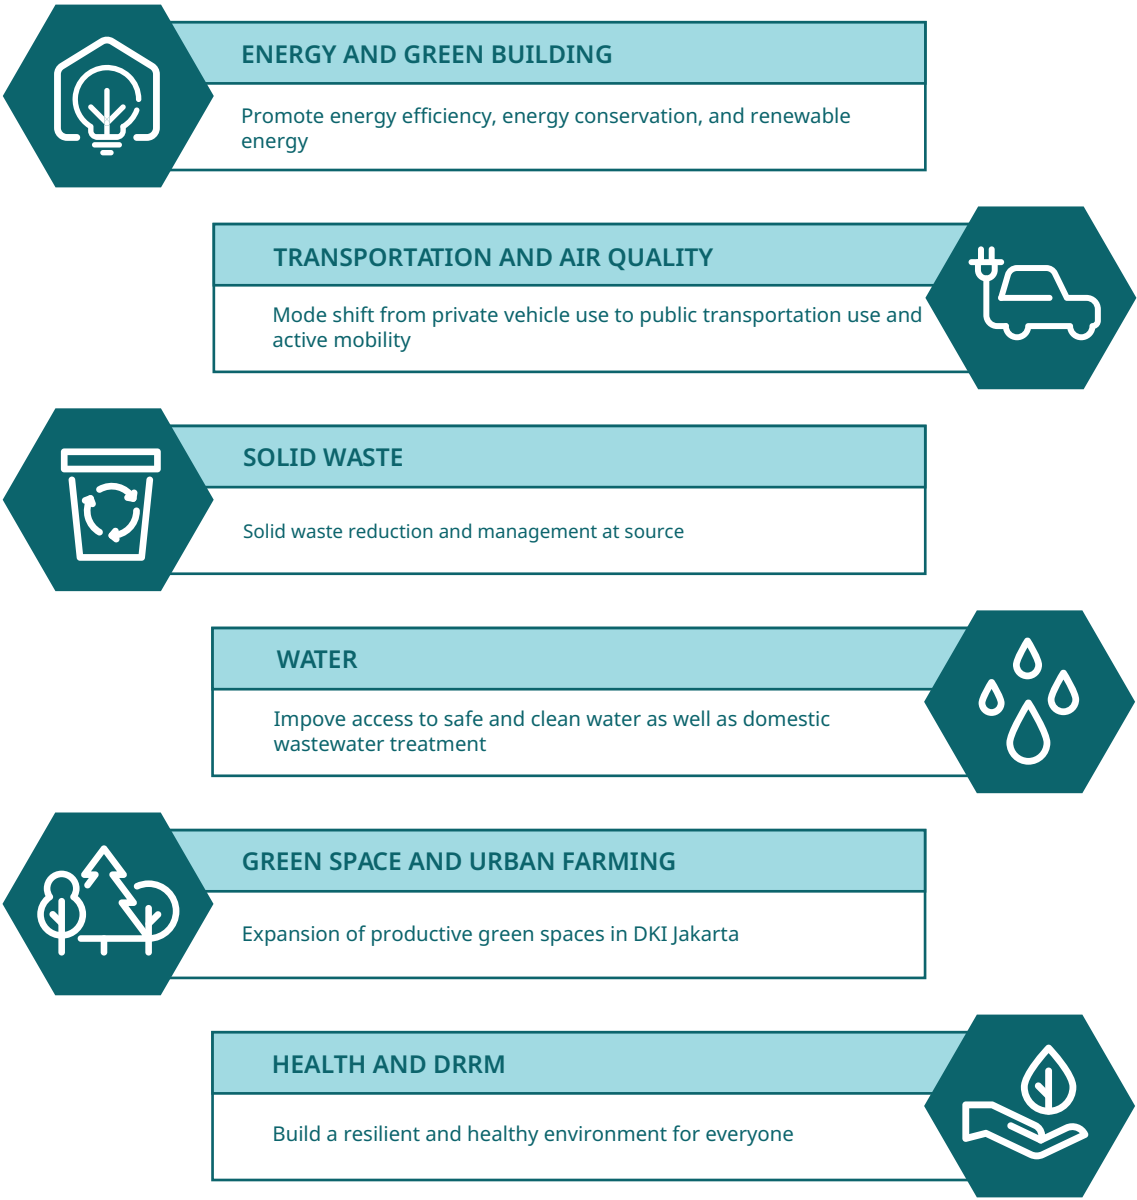 ENERGY AND GREEN BUILDING
Promote energy efficiency, energy conservation, and renewable
energy
TRANSPORTATION AND AIR QUALITY
Mode shift from private vehicle use to public transportation use and
active mobility
SOLID WASTE
Solid waste reduction and management at source
WATER
Impove access to safe and clean water as well as domestic
wastewater treatment
GREEN SPACE AND URBAN FARMING
Expansion of productive green spaces in DKI Jakarta
HEALTH AND DRRM
Build a resilient and healthy environment for everyone